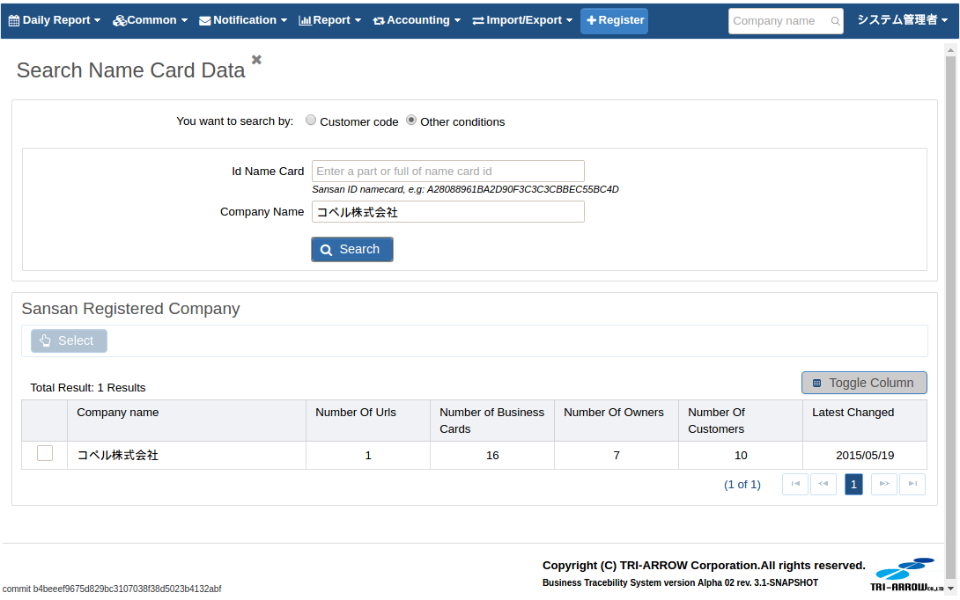 Daily Report Common Notification Report Accounting Import/Export Register Company name システム管理者
Search Name Card Data
You want to search by: Customer code Other conditions
Id Name Card Enter a part or full of name card id
Sansan ID namecard, e.g: A28088961BA2D90F3C3C3CBBEC55BC4D
Company Name コベル株式会社
Search
Sansan Registered Company
Select
Total Result: 1 Results Toggle Column
Company name Number Of Urls Number of Business Cards Number Of Owners Number Of Customers Latest Changed
コベル株式会社 1 16 7 10 2015/05/19
(1 of 1) 1
Copyright (C) TRI-ARROW Corporation.All rights reserved.
Business Tracebility System version Alpha 02 rev. 3.1-SNAPSHOT
TRI-ARROW CO.,LTD
commit b4beeef9675d829bc3107038f38d5023b4132abf